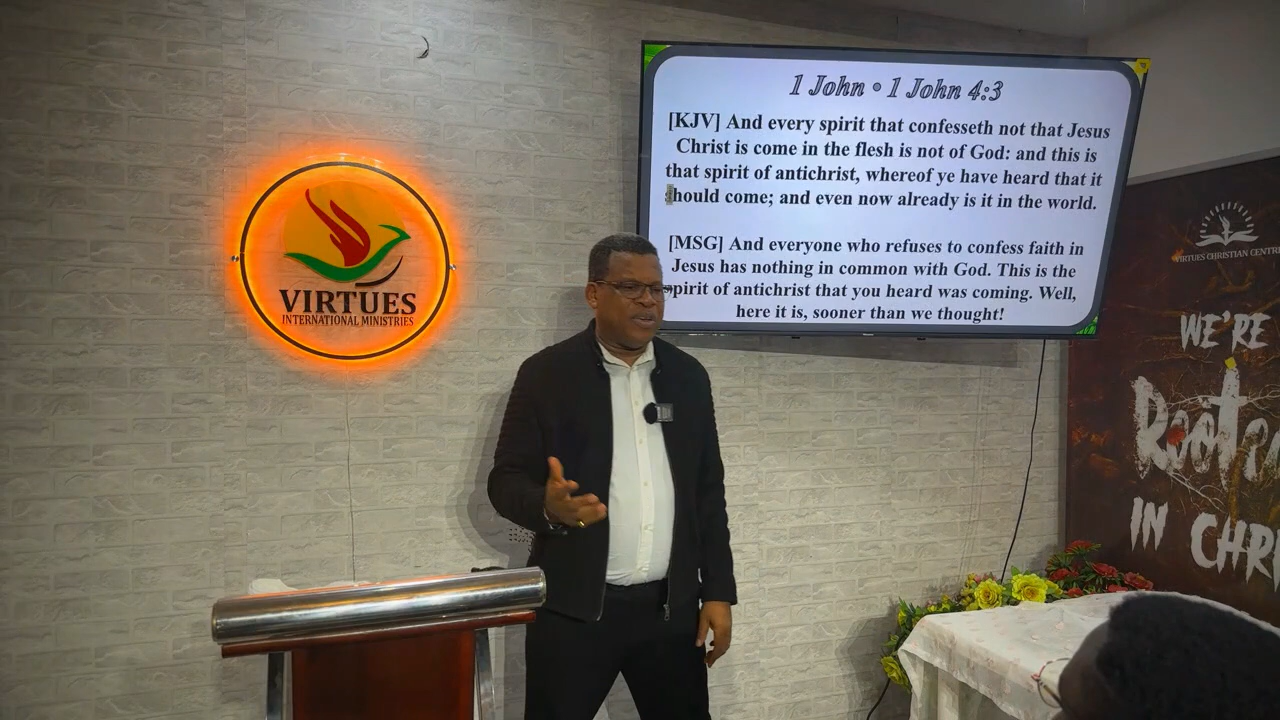 VIRTUES
INTERNATIONAL MINISTRIES
1 John • 1 John 4:3
[KJV] And every spirit that confesseth not that Jesus
Christ is come in the flesh is not of God: and this is
that spirit of antichrist, whereof ye have heard that it
should come; and even now already is it in the world.
[MSG] And everyone who refuses to confess faith in
Jesus has nothing in common with God. This is the
spirit of antichrist that you heard was coming. Well,
here it is, sooner than we thought!
VIRTUES CHRISTIAN CENTRE
WE'RE
IN